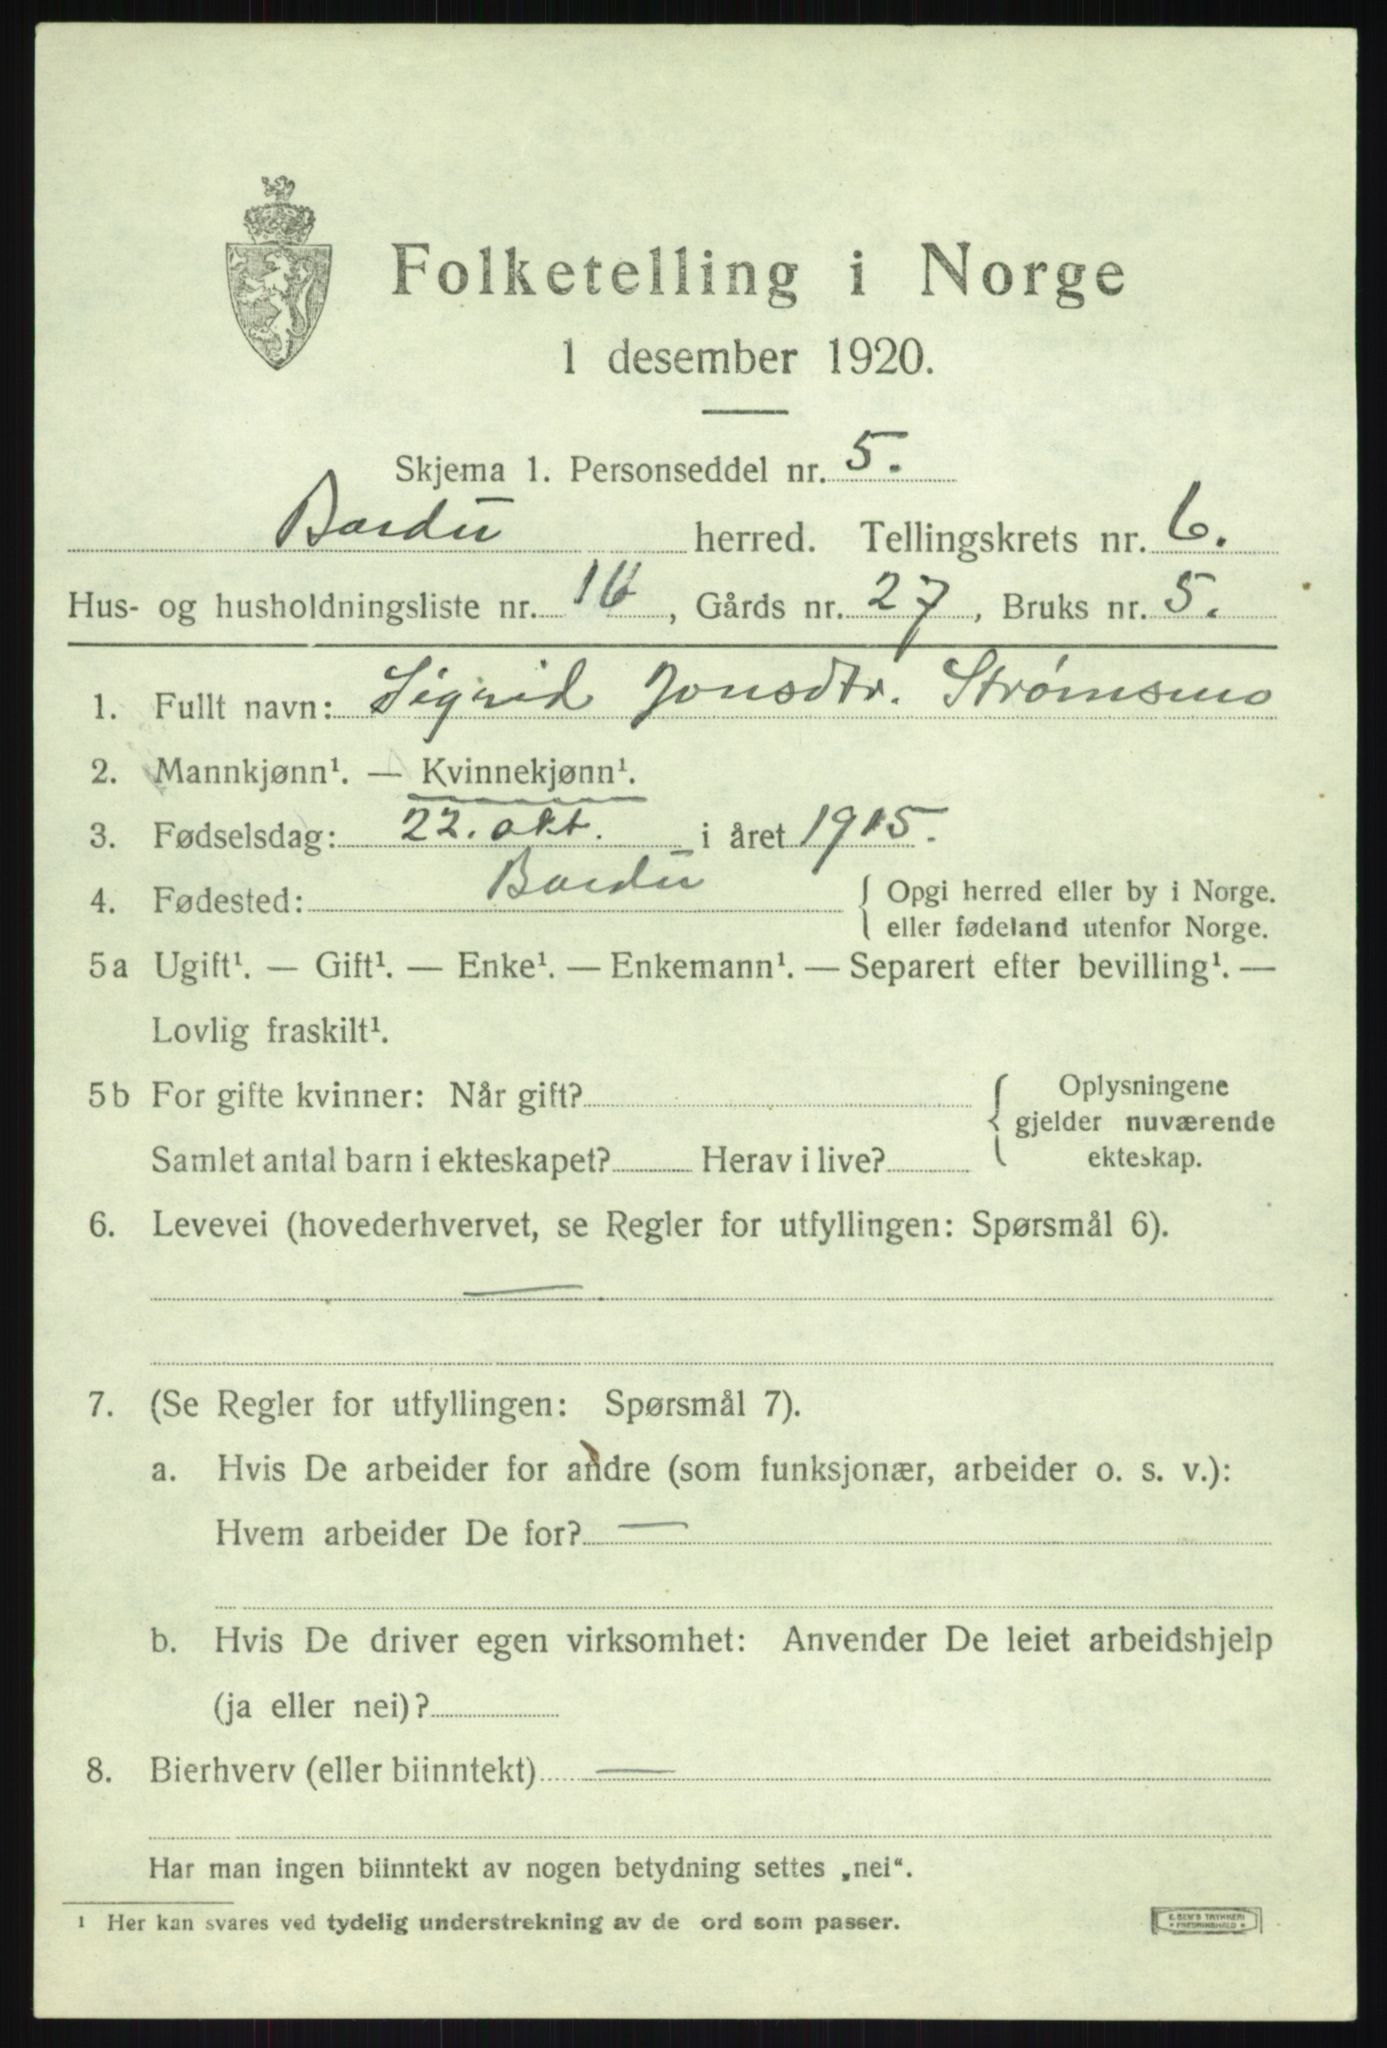 Folketelling i Norge
1 desember 1920.
Skjema 1. Personseddel nr. 5.
Bardu herred. Tellingskrets nr. 6.
Hus- og husholdningsliste nr. 16, Gårds nr. 27, Bruks nr. 5.
1. Fullt navn: Sigrid Jonsdtr. Strømsmo
2. Mannkjønn¹. — Kvinnekjønn¹.
3. Fødselsdag: 22. okt. i året 1915.
4. Fødested: Bardu { Opgi herred eller by i Norge.
eller fødeland utenfor Norge.
5a Ugift¹. — Gift¹. — Enke¹. — Enkemann¹. — Separert efter bevilling¹. —
Lovlig fraskilt¹.
5b For gifte kvinner: Når gift? { Oplysningene
gjelder nuværende
Samlet antal barn i ekteskapet? Herav i live? ekteskap.
6. Levevei (hovederhvervet, se Regler for utfyllingen: Spørsmål 6).
—
7. (Se Regler for utfyllingen: Spørsmål 7).
a. Hvis De arbeider for andre (som funksjonær, arbeider o. s. v.):
Hvem arbeider De for? —
b. Hvis De driver egen virksomhet: Anvender De leiet arbeidshjelp
(ja eller nei)?
8. Bierhverv (eller biinntekt) —
Har man ingen biinntekt av nogen betydning settes „nei“.
¹ Her kan svares ved tydelig understrekning av de ord som passer.
E. SEM'S TRYKKERI
* FREDRIKSHALD *